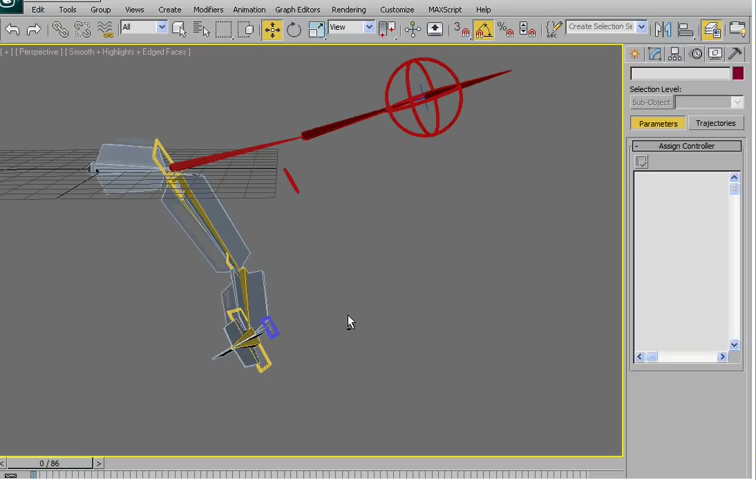 Edit Tools Group Views Create Modifiers Animation Graph Editors Rendering Customize MAXScript Help
All View 3 % Create Selection Se
[ + ] [ Perspective ] [ Smooth + Highlights + Edged Faces ]
Selection Level:
Sub-Object
Parameters Trajectories
- Assign Controller
< 0 / 86 >